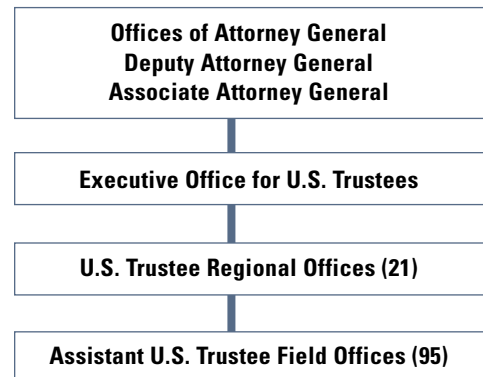 Offices of Attorney General
Deputy Attorney General
Associate Attorney General
Executive Office for U.S. Trustees
U.S. Trustee Regional Offices (21)
Assistant U.S. Trustee Field Offices (95)